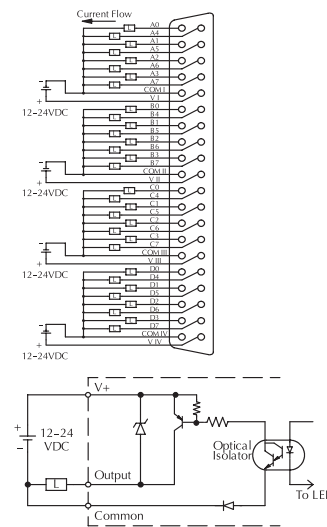 Current Flow
L A0
L A4
L A1
L A5
L A2
L A6
L A3
L A7
- COM I
+ V I
12–24VDC
L B0
L B4
L B1
L B5
L B2
L B6
L B3
L B7
- COM II
+ V II
12–24VDC
L C0
L C4
L C1
L C5
L C2
L C6
L C3
L C7
- COM III
+ V III
12–24VDC
L D0
L D4
L D1
L D5
L D2
L D6
L D3
L D7
- COM IV
+ V IV
12–24VDC
V+
+
12–24
VDC
-
Optical
Isolator
L Output
To LED
Common